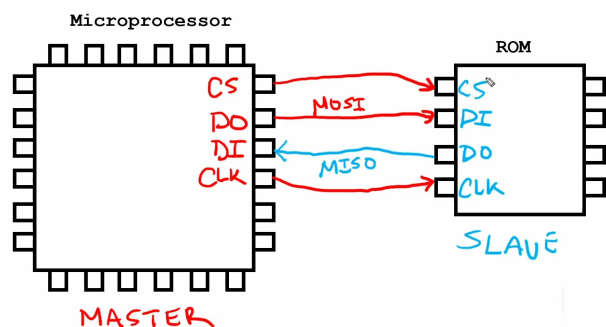 Microprocessor
ROM
CS
DO
DI
CLK
MOSI
MISO
CS
DI
DO
CLK
MASTER
SLAVE